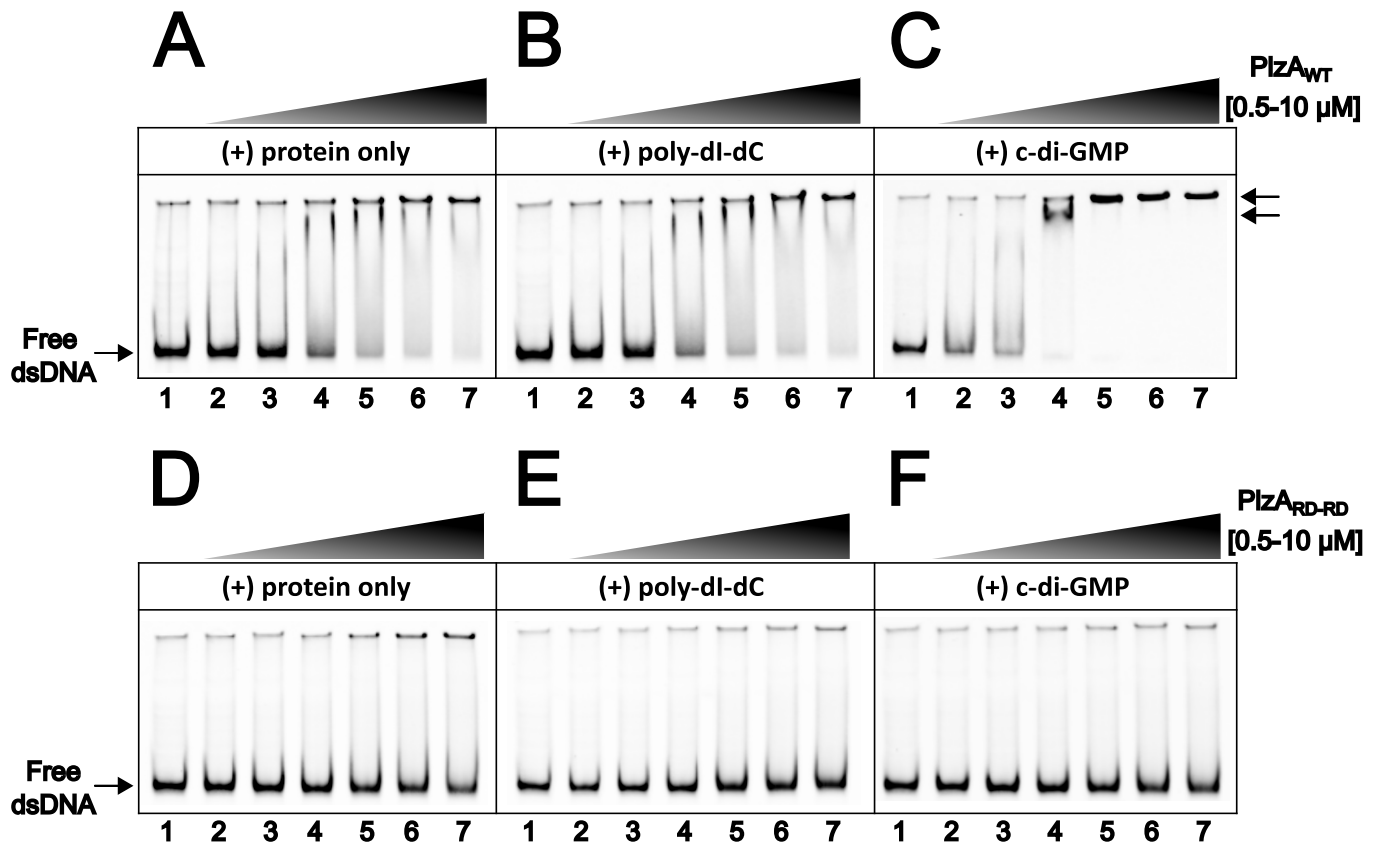 A B C
PlzAWT
[0.5-10 µM]
(+) protein only (+) poly-dI-dC (+) c-di-GMP
Free
dsDNA
1 2 3 4 5 6 7 1 2 3 4 5 6 7 1 2 3 4 5 6 7
D E F
PlzARD-RD
[0.5-10 µM]
(+) protein only (+) poly-dI-dC (+) c-di-GMP
Free
dsDNA
1 2 3 4 5 6 7 1 2 3 4 5 6 7 1 2 3 4 5 6 7